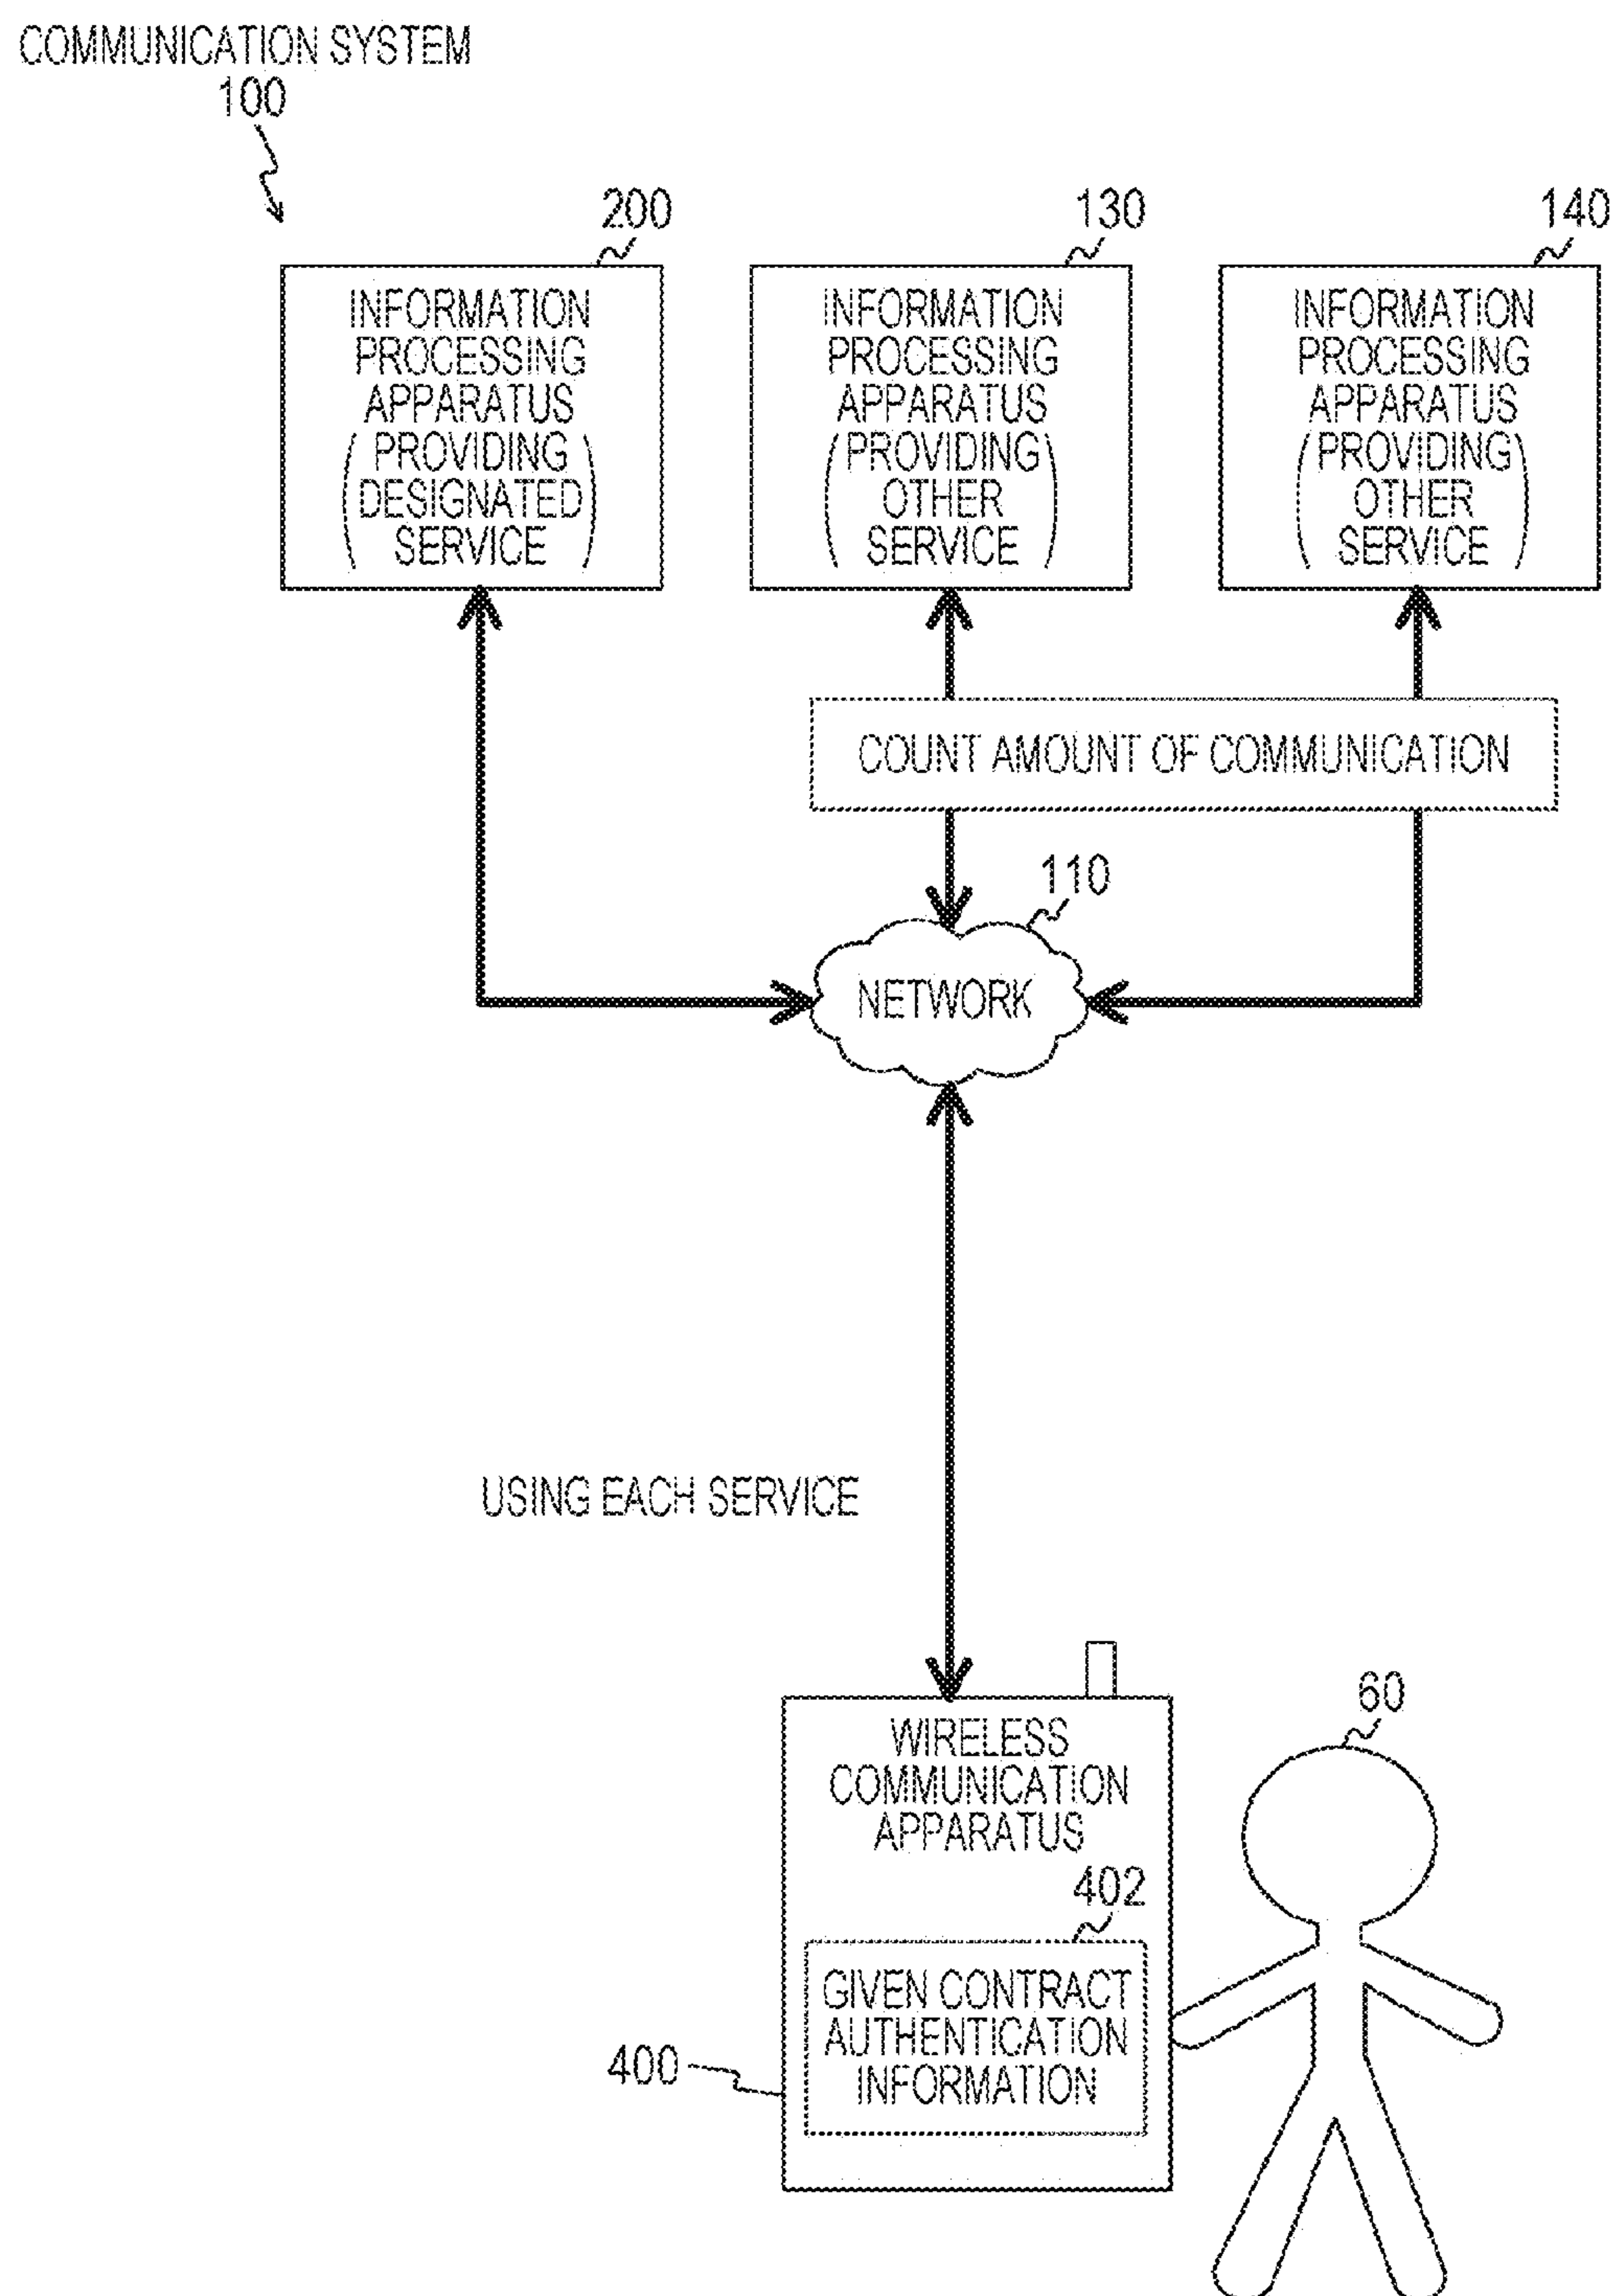 COMMUNICATION SYSTEM
100
200
130
140
INFORMATION
PROCESSING
APPARATUS
(PROVIDING
DESIGNATED
SERVICE)
INFORMATION
PROCESSING
APPARATUS
(PROVIDING
OTHER
SERVICE)
INFORMATION
PROCESSING
APPARATUS
(PROVIDING
OTHER
SERVICE)
COUNT AMOUNT OF COMMUNICATION
110
NETWORK
USING EACH SERVICE
60
WIRELESS
COMMUNICATION
APPARATUS
402
GIVEN CONTRACT
AUTHENTICATION
INFORMATION
400